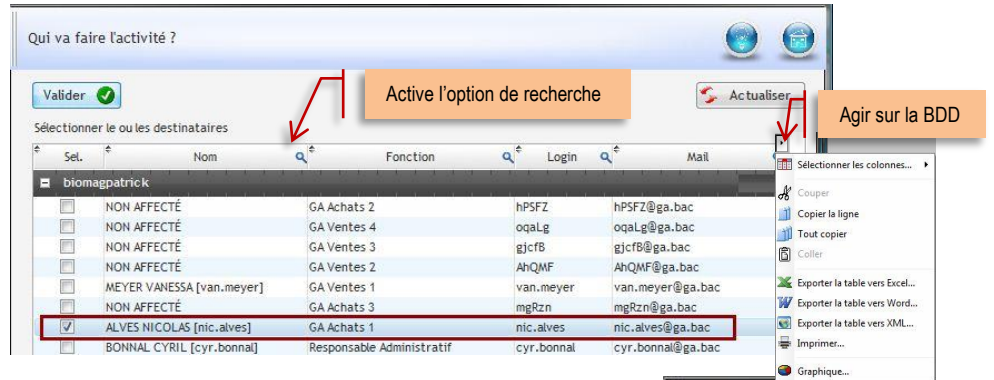 Qui va faire l'activité ?
Valider
Active l'option de recherche
Actualiser
Agir sur la BDD
Sélectionner le ou les destinataires
Sel. Nom Fonction Login Mail
biomagpatrick
NON AFFECTÉ GA Achats 2 hPSFZ hPSFZ@ga.bac
NON AFFECTÉ GA Ventes 4 oqaLg oqaLg@ga.bac
NON AFFECTÉ GA Ventes 3 gjcfB gjcfB@ga.bac
NON AFFECTÉ GA Ventes 2 AhQMF AhQMF@ga.bac
MEYER VANESSA [van.meyer] GA Ventes 1 van.meyer van.meyer@ga.bac
NON AFFECTÉ GA Achats 3 mgRzn mgRzn@ga.bac
ALVES NICOLAS [nic.alves] GA Achats 1 nic.alves nic.alves@ga.bac
BONNAL CYRIL [cyr.bonnal] Responsable Administratif cyr.bonnal cyr.bonnal@ga.bac
Sélectionner les colonnes...
Couper
Copier la ligne
Tout copier
Coller
Exporter la table vers Excel...
Exporter la table vers Word...
Exporter la table vers XML...
Imprimer...
Graphique...